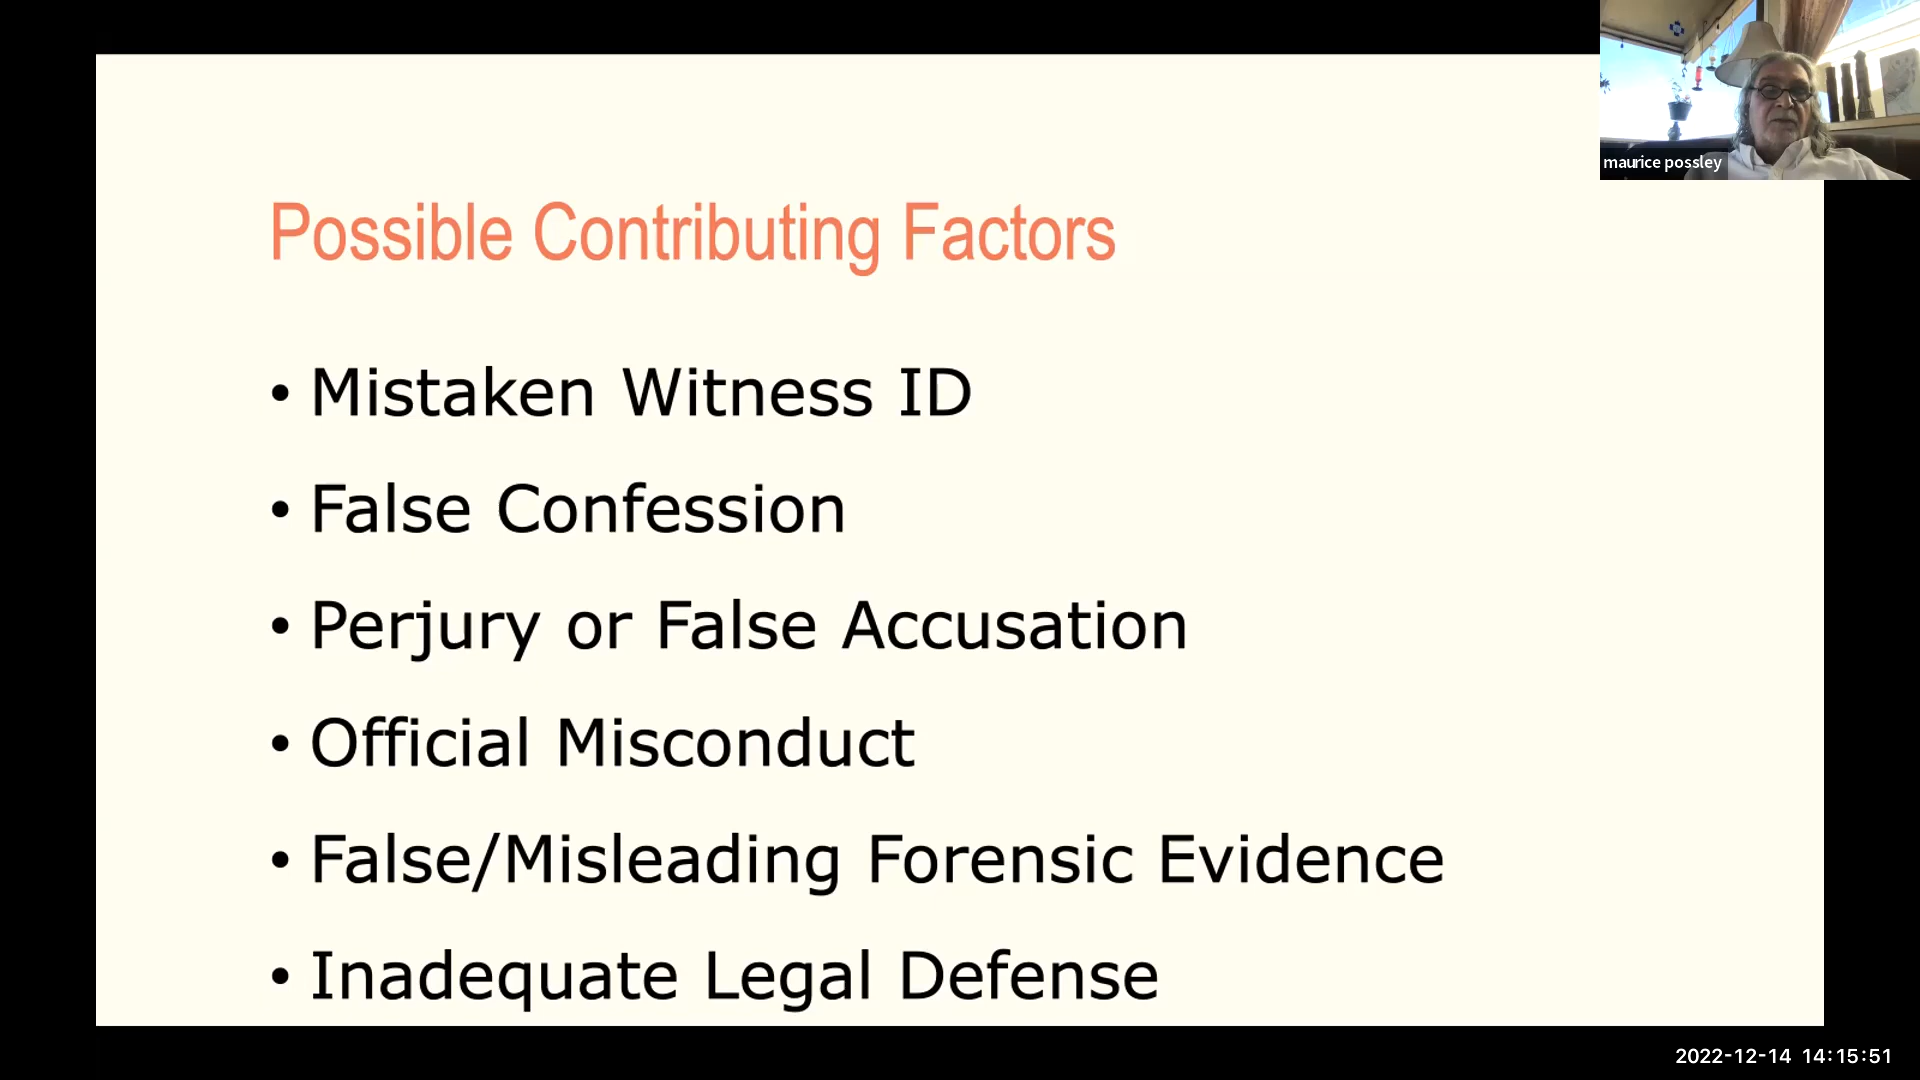 maurice possley
Possible Contributing Factors
• Mistaken Witness ID
• False Confession
• Perjury or False Accusation
• Official Misconduct
• False/Misleading Forensic Evidence
• Inadequate Legal Defense
2022-12-14 14:15:51